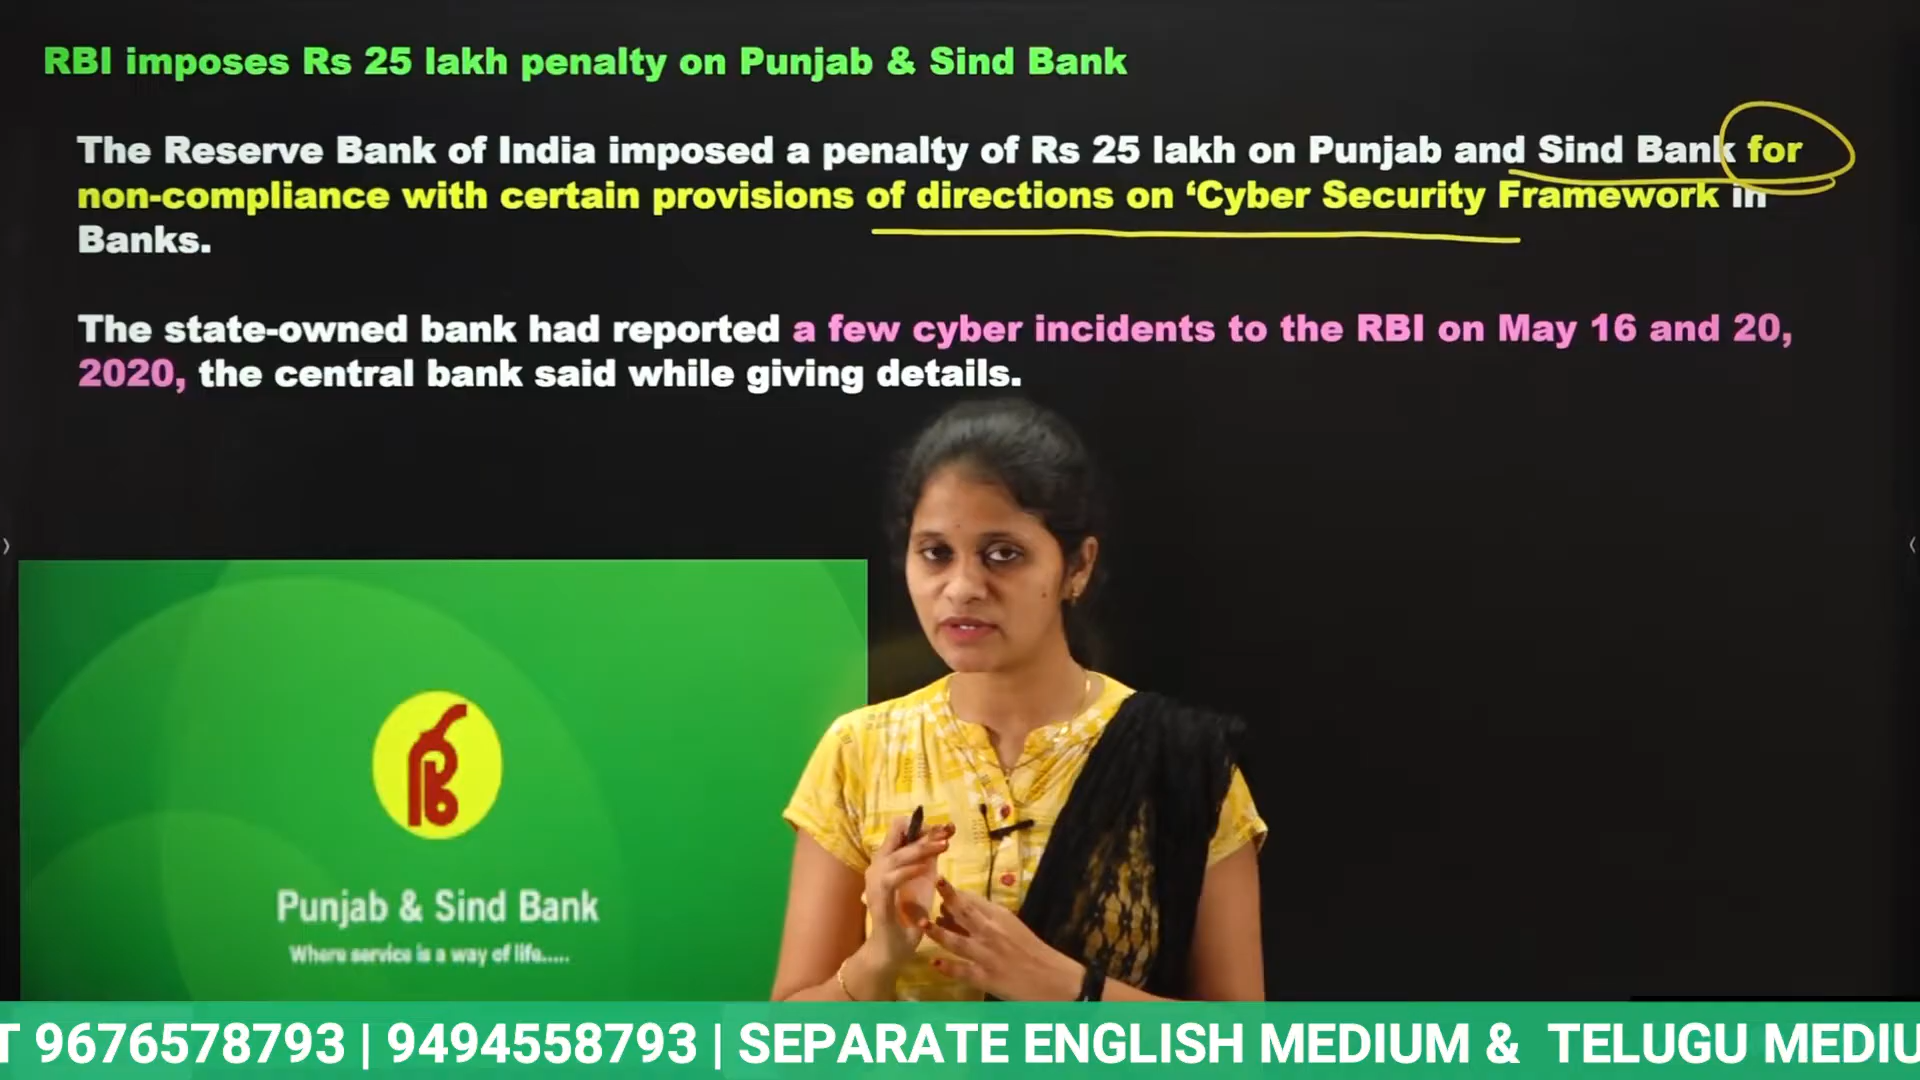 RBI imposes Rs 25 lakh penalty on Punjab & Sind Bank
The Reserve Bank of India imposed a penalty of Rs 25 lakh on Punjab and Sind Bank for
non-compliance with certain provisions of directions on ‘Cyber Security Framework in
Banks.
The state-owned bank had reported a few cyber incidents to the RBI on May 16 and 20,
2020, the central bank said while giving details.
Punjab & Sind Bank
Where service is a way of life.....
T 9676578793 | 9494558793 | SEPARATE ENGLISH MEDIUM & TELUGU MEDIU